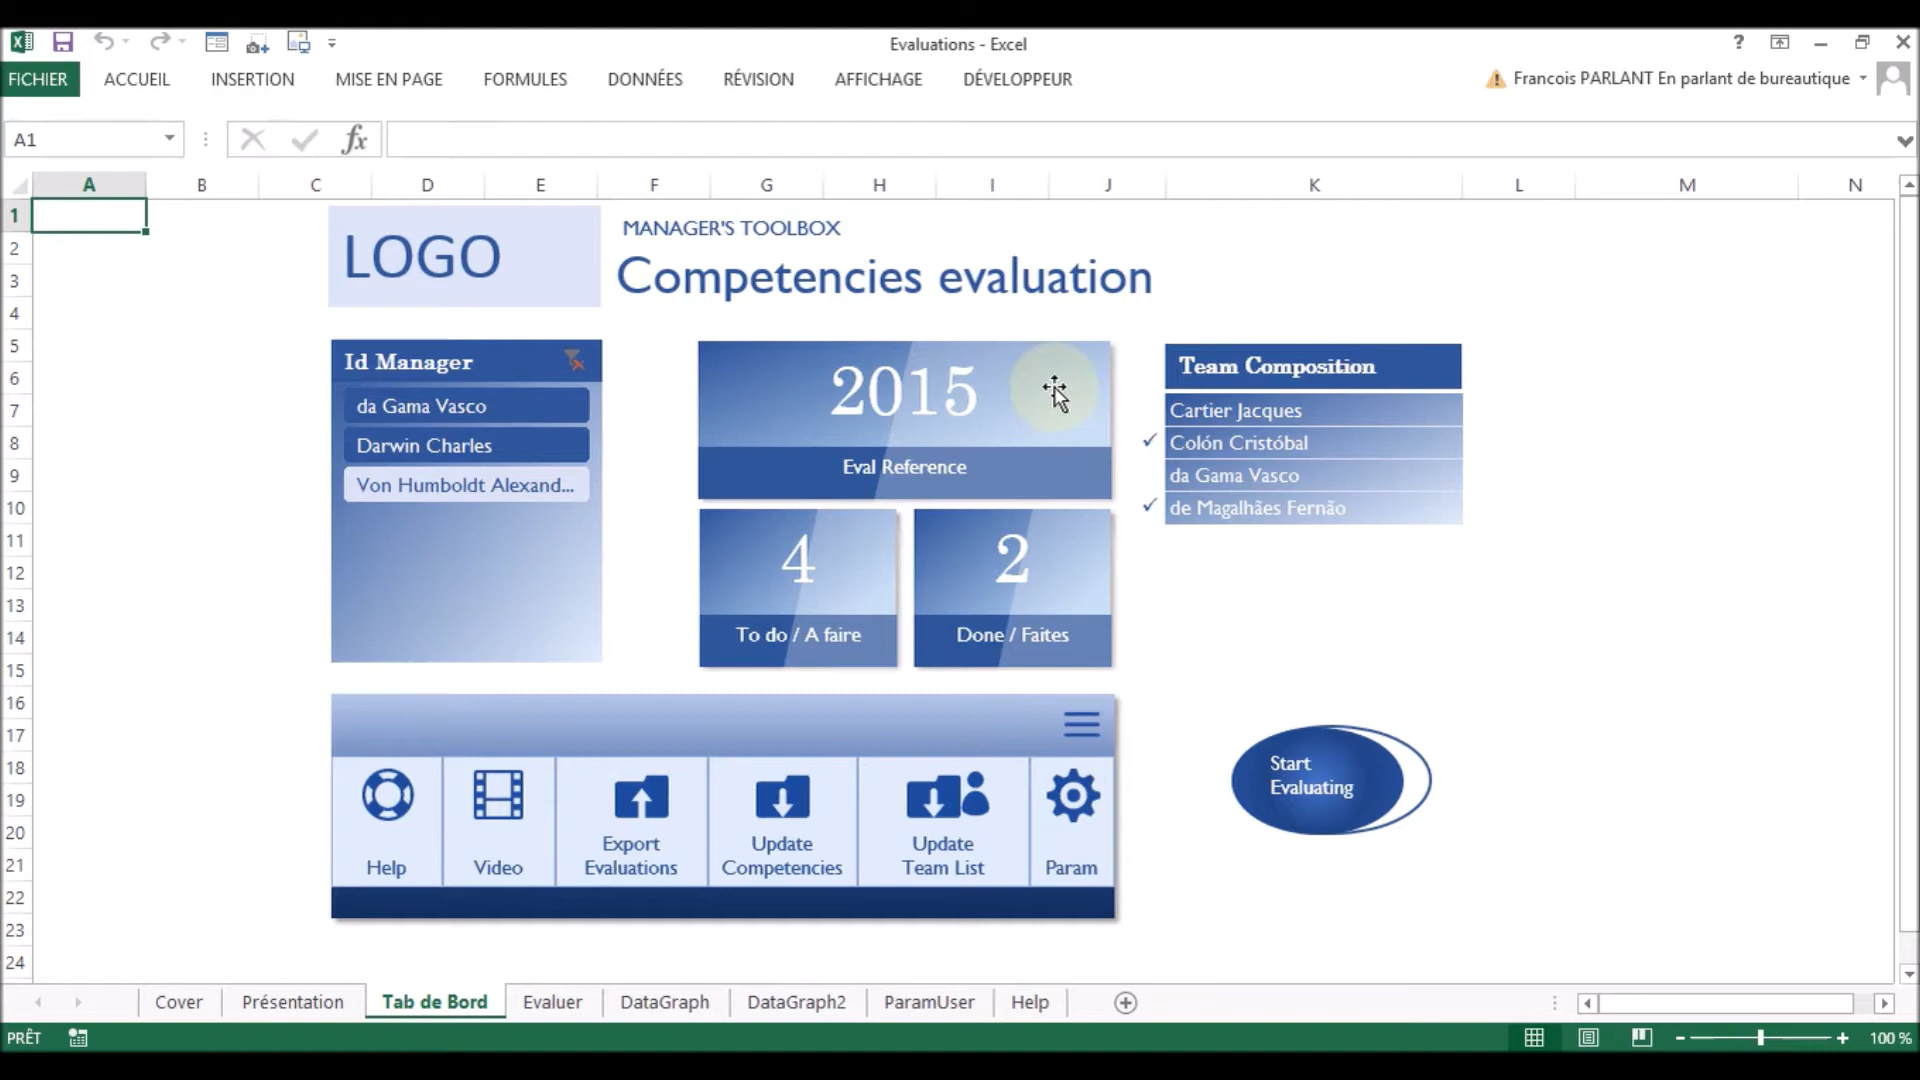 Evaluations - Excel
?
FICHIER ACCUEIL INSERTION MISE EN PAGE FORMULES DONNÉES RÉVISION AFFICHAGE DÉVELOPPEUR
Francois PARLANT En parlant de bureautique
A1
fx
A B C D E F G H I J K L M N
1
2
3
4
5
6
7
8
9
10
11
12
13
14
15
16
17
18
19
20
21
22
23
24
LOGO
MANAGER'S TOOLBOX
Competencies evaluation
Id Manager
da Gama Vasco
Darwin Charles
Von Humboldt Alexand...
2015
Eval Reference
4
To do / A faire
2
Done / Faites
Team Composition
Cartier Jacques
✓ Colón Cristóbal
da Gama Vasco
✓ de Magalhães Fernão
Help
Video
Export
Evaluations
Update
Competencies
Update
Team List
Param
Start
Evaluating
Cover Présentation Tab de Bord Evaluer DataGraph DataGraph2 ParamUser Help
PRÊT
100 %